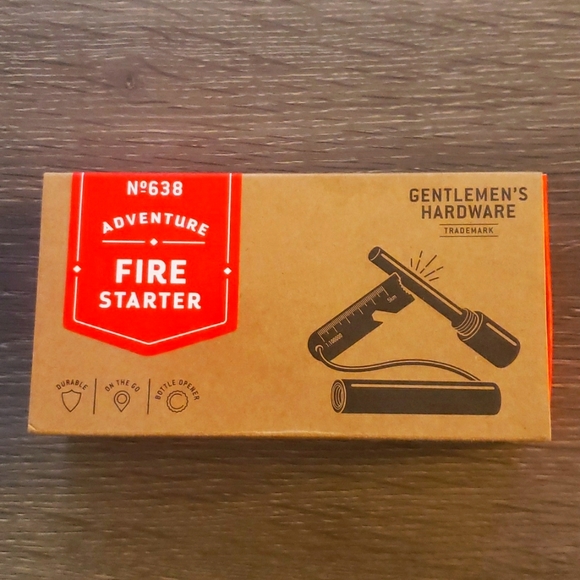 Nº638
ADVENTURE
FIRE
STARTER
GENTLEMEN'S
HARDWARE
TRADEMARK
DURABLE
ON THE GO
BOTTLE OPENER